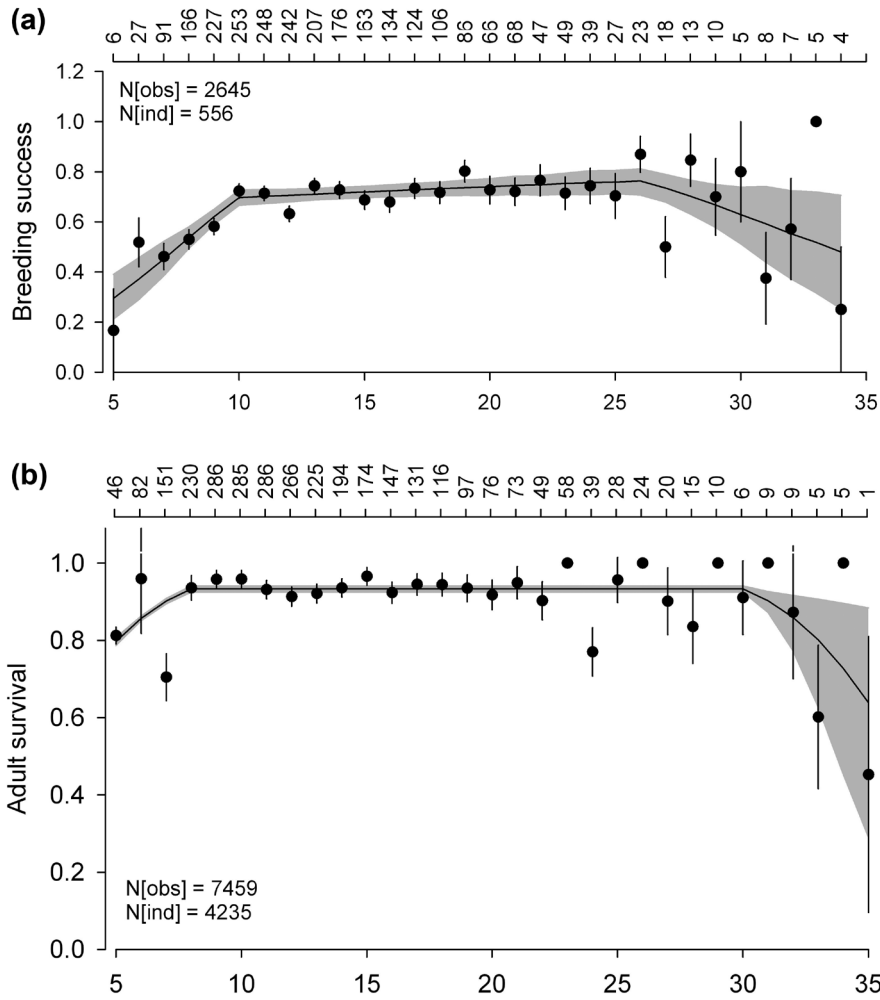 (a)
6 27 91 166 227 253 248 242 207 176 163 134 124 106 86 66 68 47 49 39 27 23 18 13 10 5 8 7 5 4
1.2
N[obs] = 2645
N[ind] = 556
1.0
0.8
0.6
0.4
0.2
0.0
Breeding success
5 10 15 20 25 30 35
(b)
46 82 151 230 286 285 286 266 225 194 174 147 131 116 97 76 73 49 58 39 28 24 20 15 10 6 9 9 5 5 1
1.0
0.8
0.6
0.4
0.2
0.0
Adult survival
N[obs] = 7459
N[ind] = 4235
5 10 15 20 25 30 35